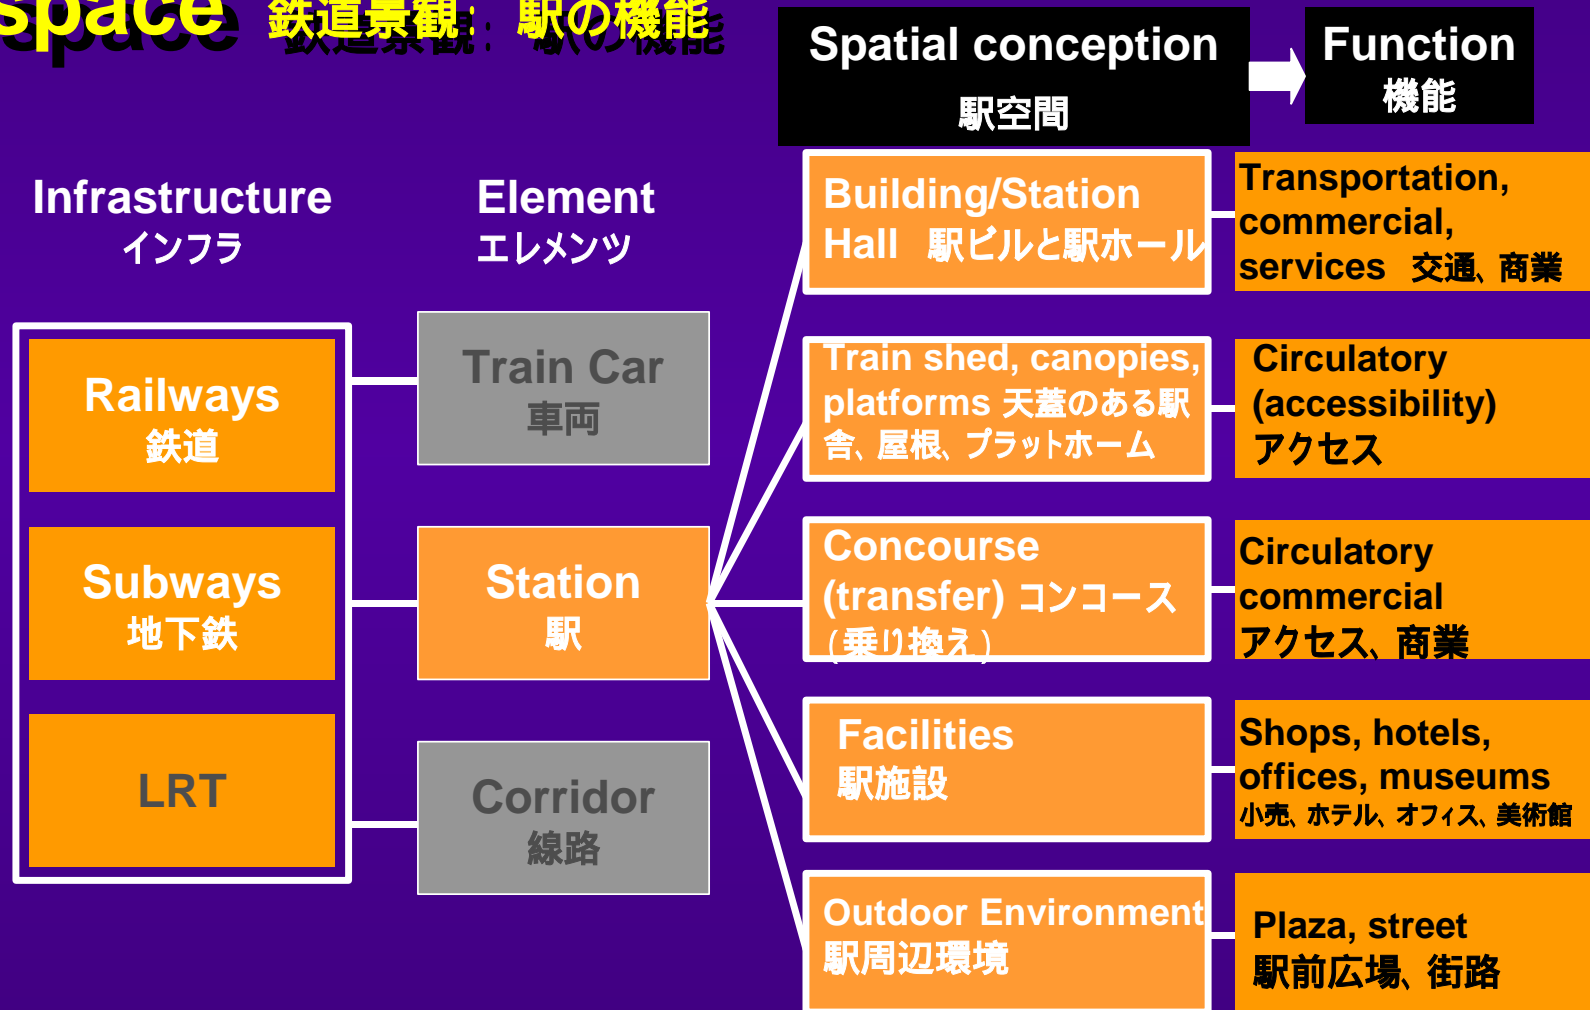 space 鉄道景観：駅の機能
Spatial conception
駅空間
Function
機能
Infrastructure
インフラ
Element
エレメンツ
Railways
鉄道
Subways
地下鉄
LRT
Train Car
車両
Station
駅
Corridor
線路
Building/Station
Hall 駅ビルと駅ホール
Transportation,
commercial,
services 交通、商業
Train shed, canopies,
platforms 天蓋のある駅
舎、屋根、プラットホーム
Circulatory
(accessibility)
アクセス
Concourse
(transfer) コンコース
（乗り換え）
Circulatory
commercial
アクセス、商業
Facilities
駅施設
Shops, hotels,
offices, museums
小売、ホテル、オフィス、美術館
Outdoor Environment
駅周辺環境
Plaza, street
駅前広場、街路